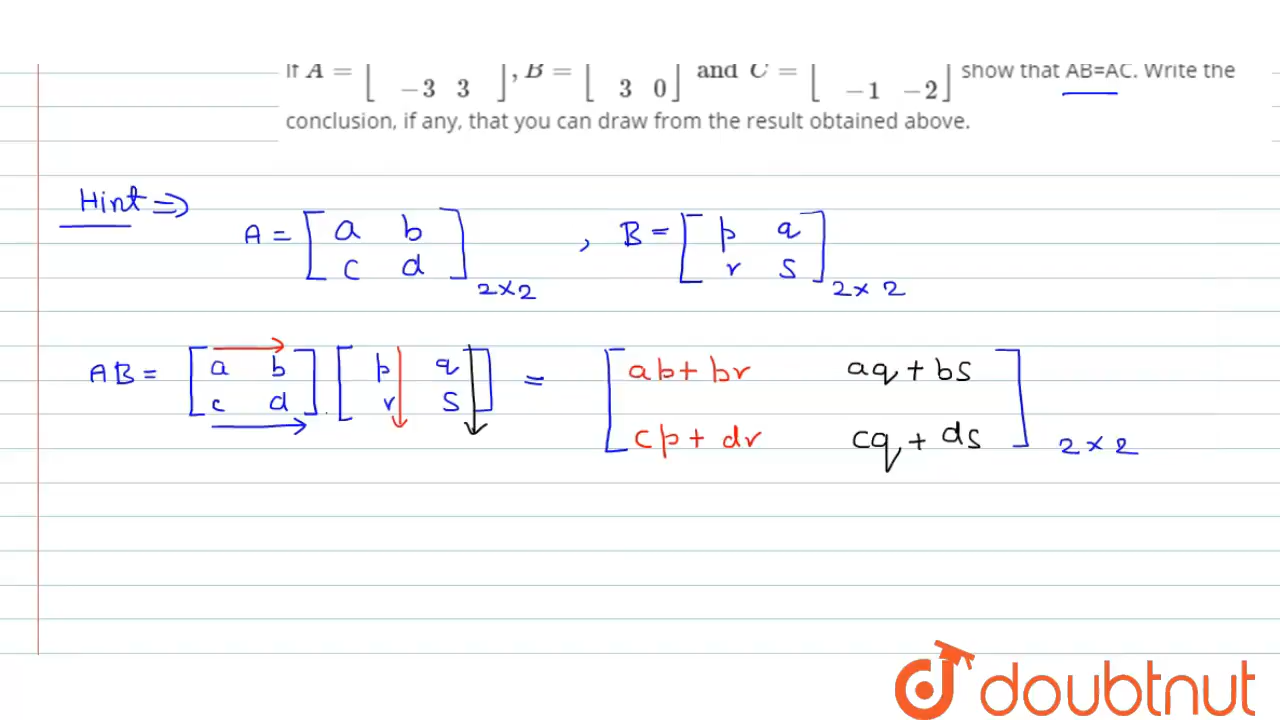 If A = [ -3 3 ], B = [ 3 0 ] and C = [ -1 -2 ] show that AB=AC. Write the
conclusion, if any, that you can draw from the result obtained above.
Hint ⇒
A = [ a b , B = [ p q
c d ] 2×2 r s ] 2×2
AB = [ a b ] [ p q ] = [ ap + br aq + bs
c d . r s cp + dr cq + ds ] 2×2
doubtnut